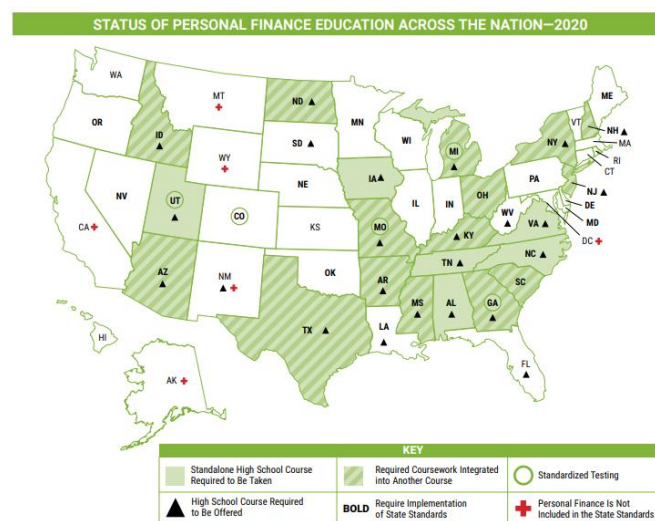 STATUS OF PERSONAL FINANCE EDUCATION ACROSS THE NATION—2020
WA
MT
ND
MN
ME
OR
ID
SD
WI
MI
VT
NH
NY
MA
WY
RI
CT
IA
NE
PA
NJ
NV
UT
OH
DE
IL
IN
CO
WV
MD
CA
KS
MO
KY
VA
DC
NC
TN
AZ
NM
OK
AR
SC
MS
AL
GA
TX
LA
HI
AK
FL
KEY
Standalone High School Course
Required to Be Taken
Required Coursework Integrated
into Another Course
Standardized Testing
High School Course Required
to Be Offered
BOLD Require Implementation
of State Standards
Personal Finance Is Not
Included in the State Standards